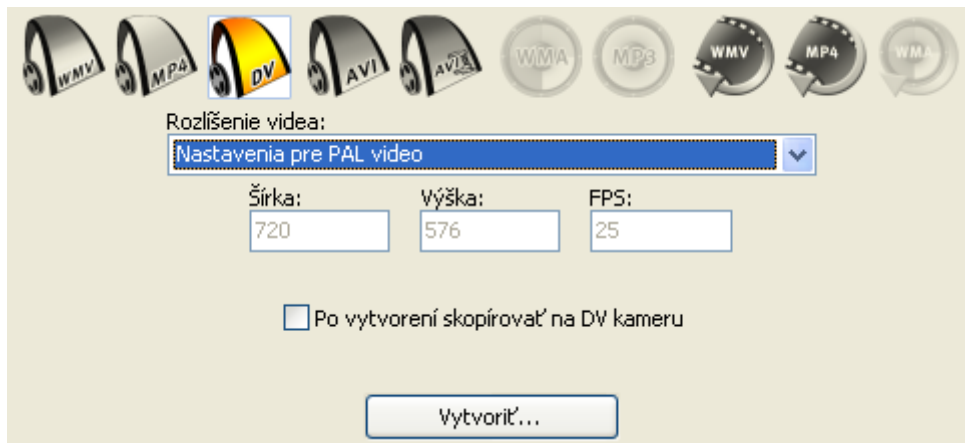 WMV MP4 DV AVI AVI WMA MP3 WMV MP4 WMA
Rozlíšenie videa:
Nastavenia pre PAL video
Šírka: Výška: FPS:
720 576 25
Po vytvorení skopírovať na DV kameru
Vytvoriť...